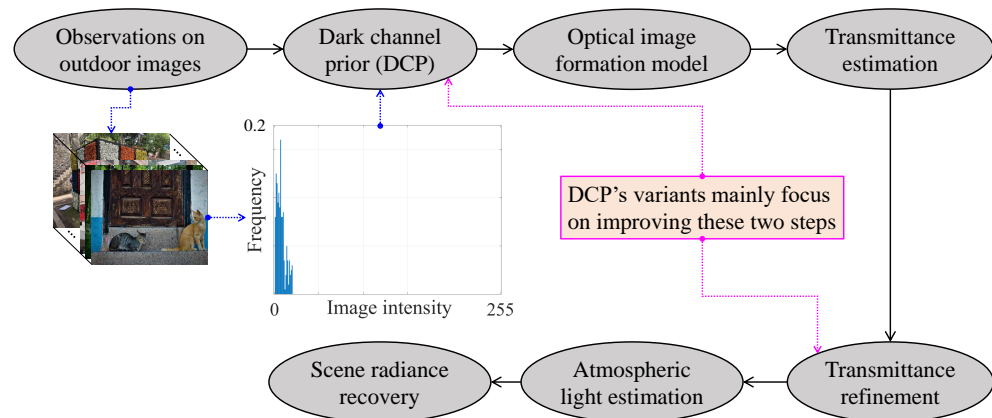 Observations on
outdoor images
Dark channel
prior (DCP)
Optical image
formation model
Transmittance
estimation
0.2
Frequency
0
Image intensity
255
DCP’s variants mainly focus
on improving these two steps
Scene radiance
recovery
Atmospheric
light estimation
Transmittance
refinement